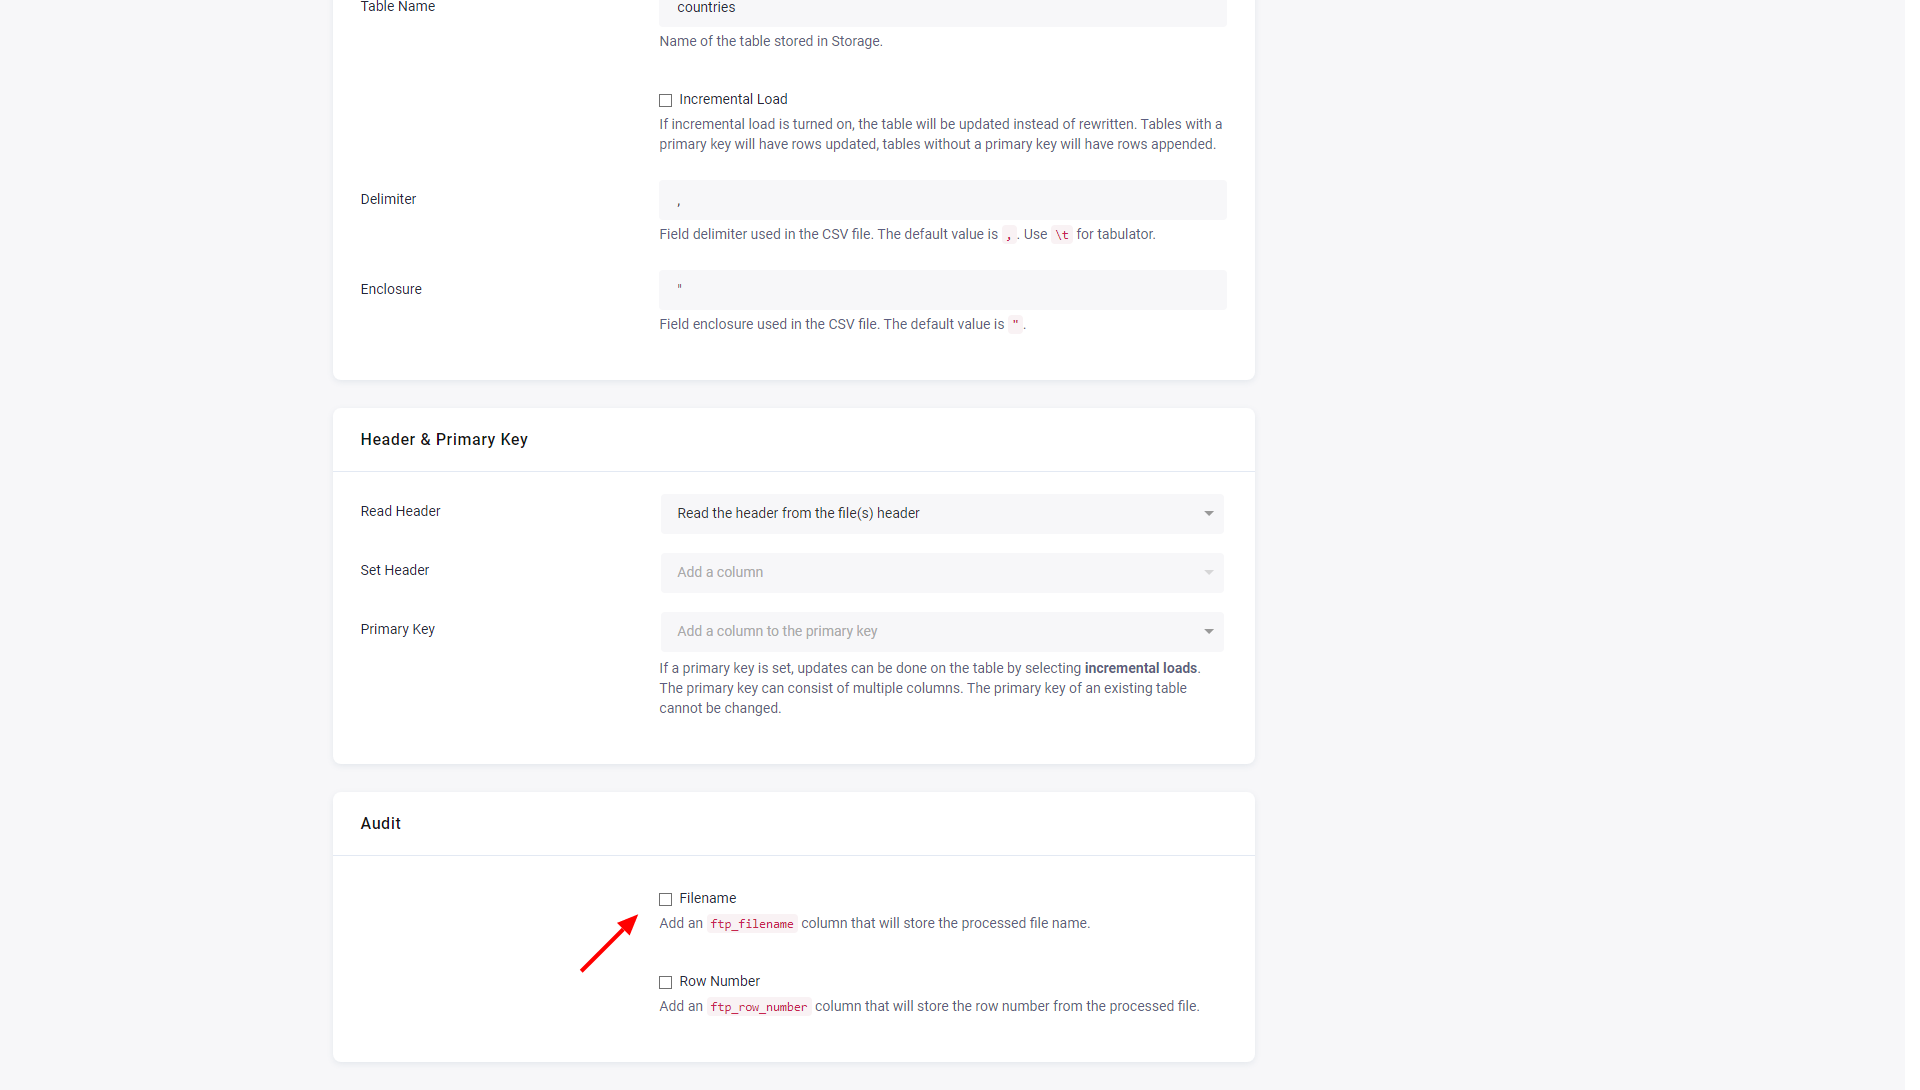 Table Name
countries
Name of the table stored in Storage.
Incremental Load
If incremental load is turned on, the table will be updated instead of rewritten. Tables with a
primary key will have rows updated, tables without a primary key will have rows appended.
Delimiter
,
Field delimiter used in the CSV file. The default value is , . Use \t for tabulator.
Enclosure
"
Field enclosure used in the CSV file. The default value is " .
Header & Primary Key
Read Header
Read the header from the file(s) header
Set Header
Add a column
Primary Key
Add a column to the primary key
If a primary key is set, updates can be done on the table by selecting incremental loads.
The primary key can consist of multiple columns. The primary key of an existing table
cannot be changed.
Audit
Filename
Add an ftp_filename column that will store the processed file name.
Row Number
Add an ftp_row_number column that will store the row number from the processed file.